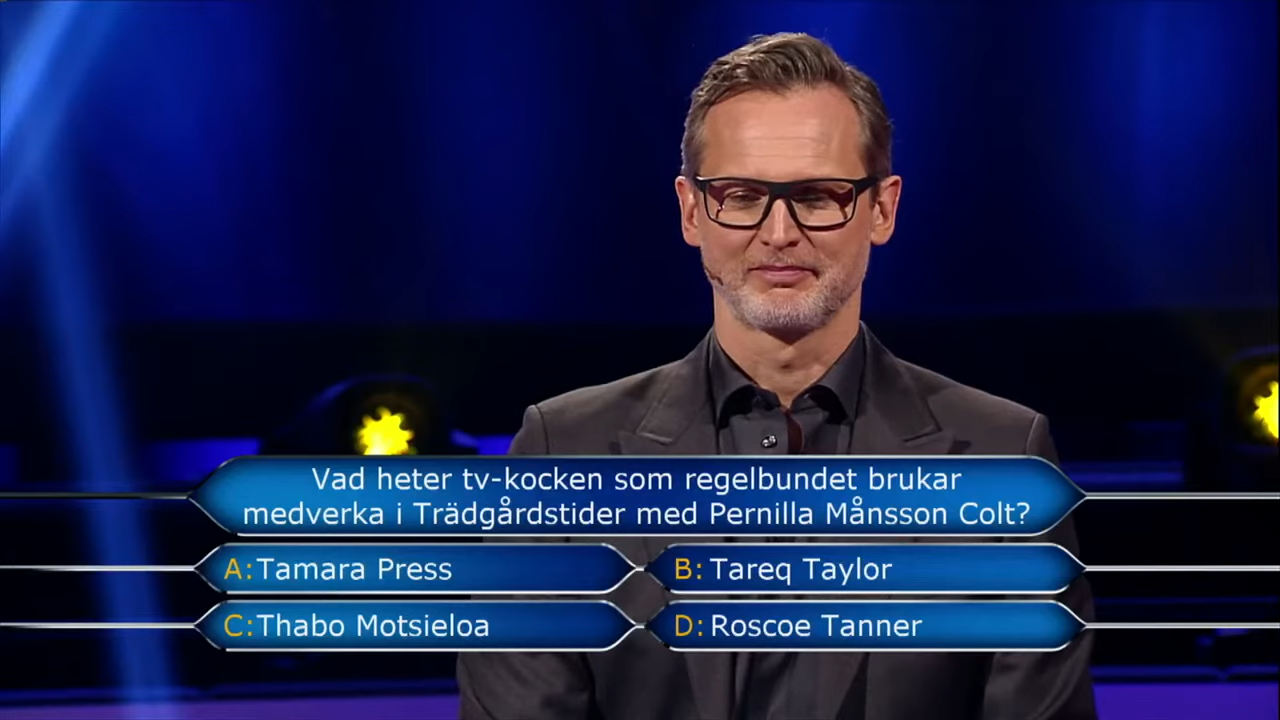 Vad heter tv-kocken som regelbundet brukar
medverka i Trädgårdstider med Pernilla Månsson Colt?
A: Tamara Press
B: Tareq Taylor
C: Thabo Motsieloa
D: Roscoe Tanner